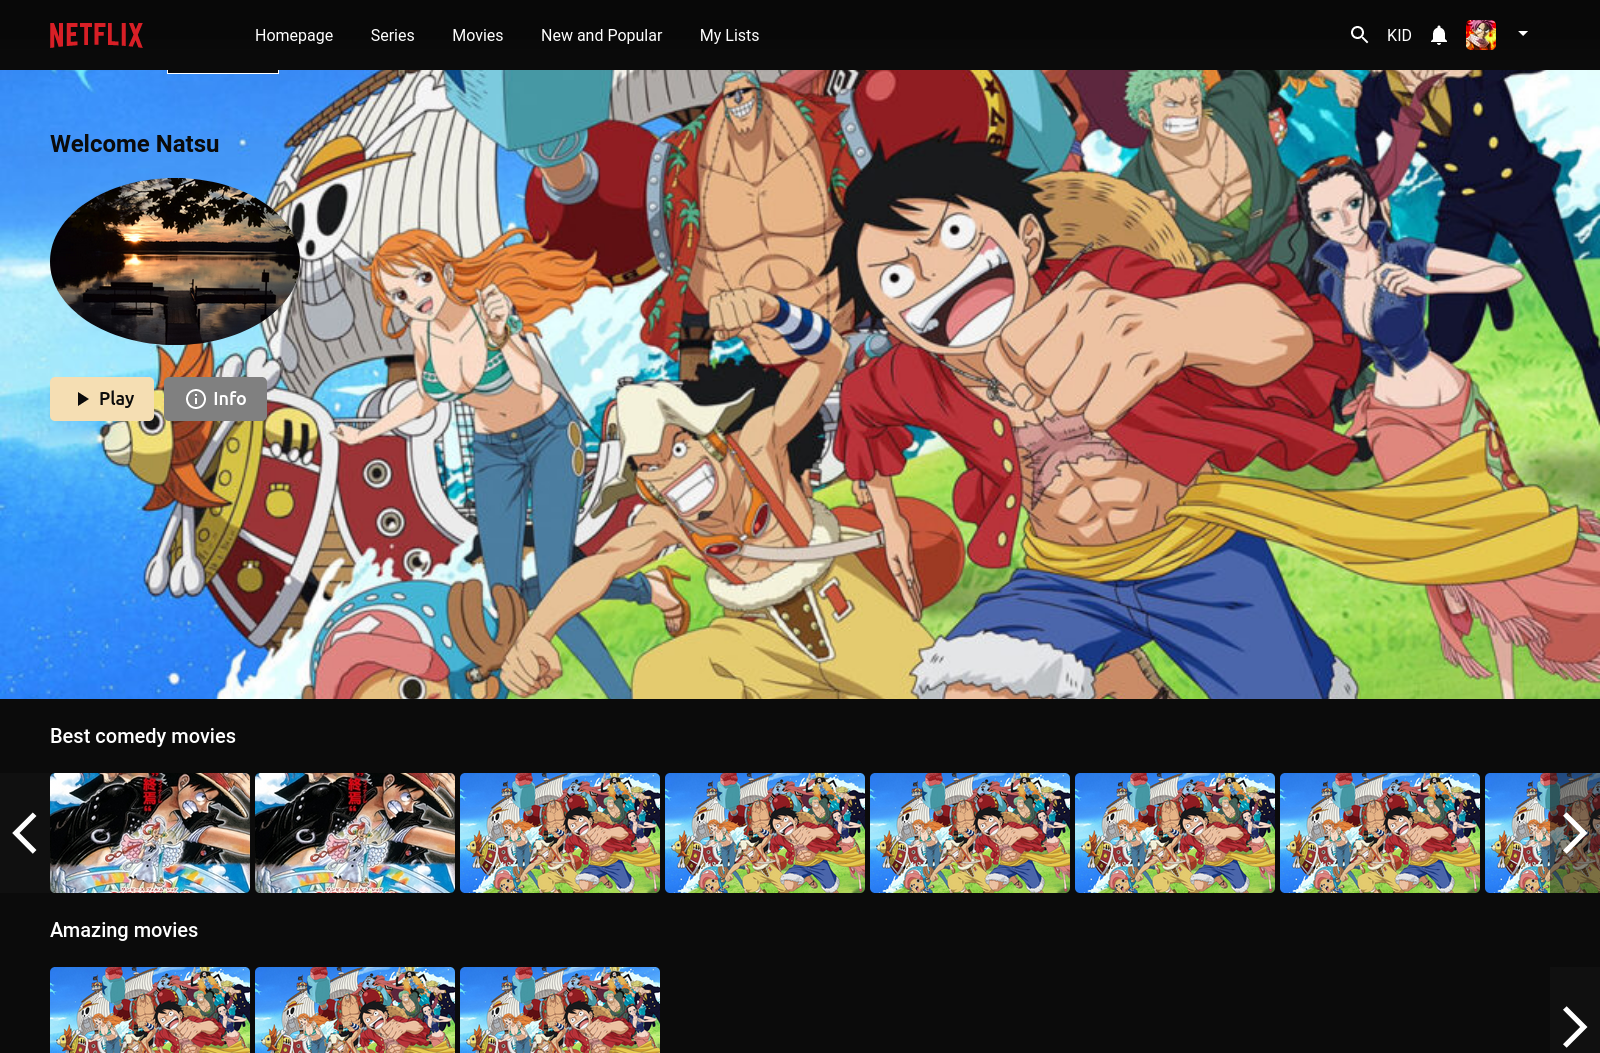 NETFLIX
Homepage Series Movies New and Popular My Lists KID
Welcome Natsu
Play Info
Best comedy movies
Amazing movies